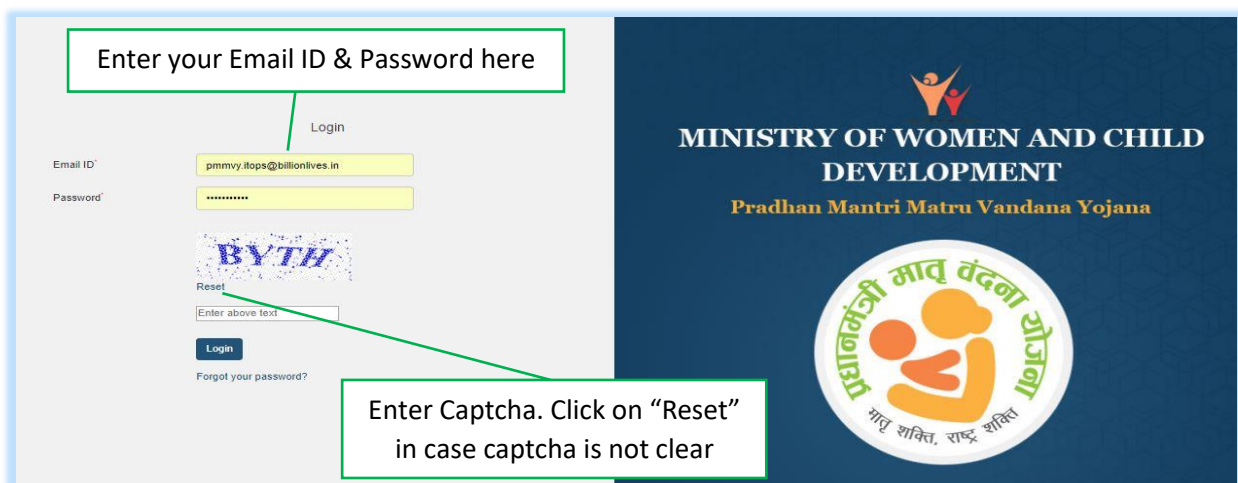 Enter your Email ID & Password here
Login
Email ID*
pmmvy.itops@billionlives.in
Password*
•••••••••••
BYTH
Reset
Enter above text
Login
Forgot your password?
Enter Captcha. Click on “Reset”
in case captcha is not clear
MINISTRY OF WOMEN AND CHILD
DEVELOPMENT
Pradhan Mantri Matru Vandana Yojana
प्रधानमंत्री मातृ वंदना योजना
मातृ शक्ति, राष्ट्र शक्ति